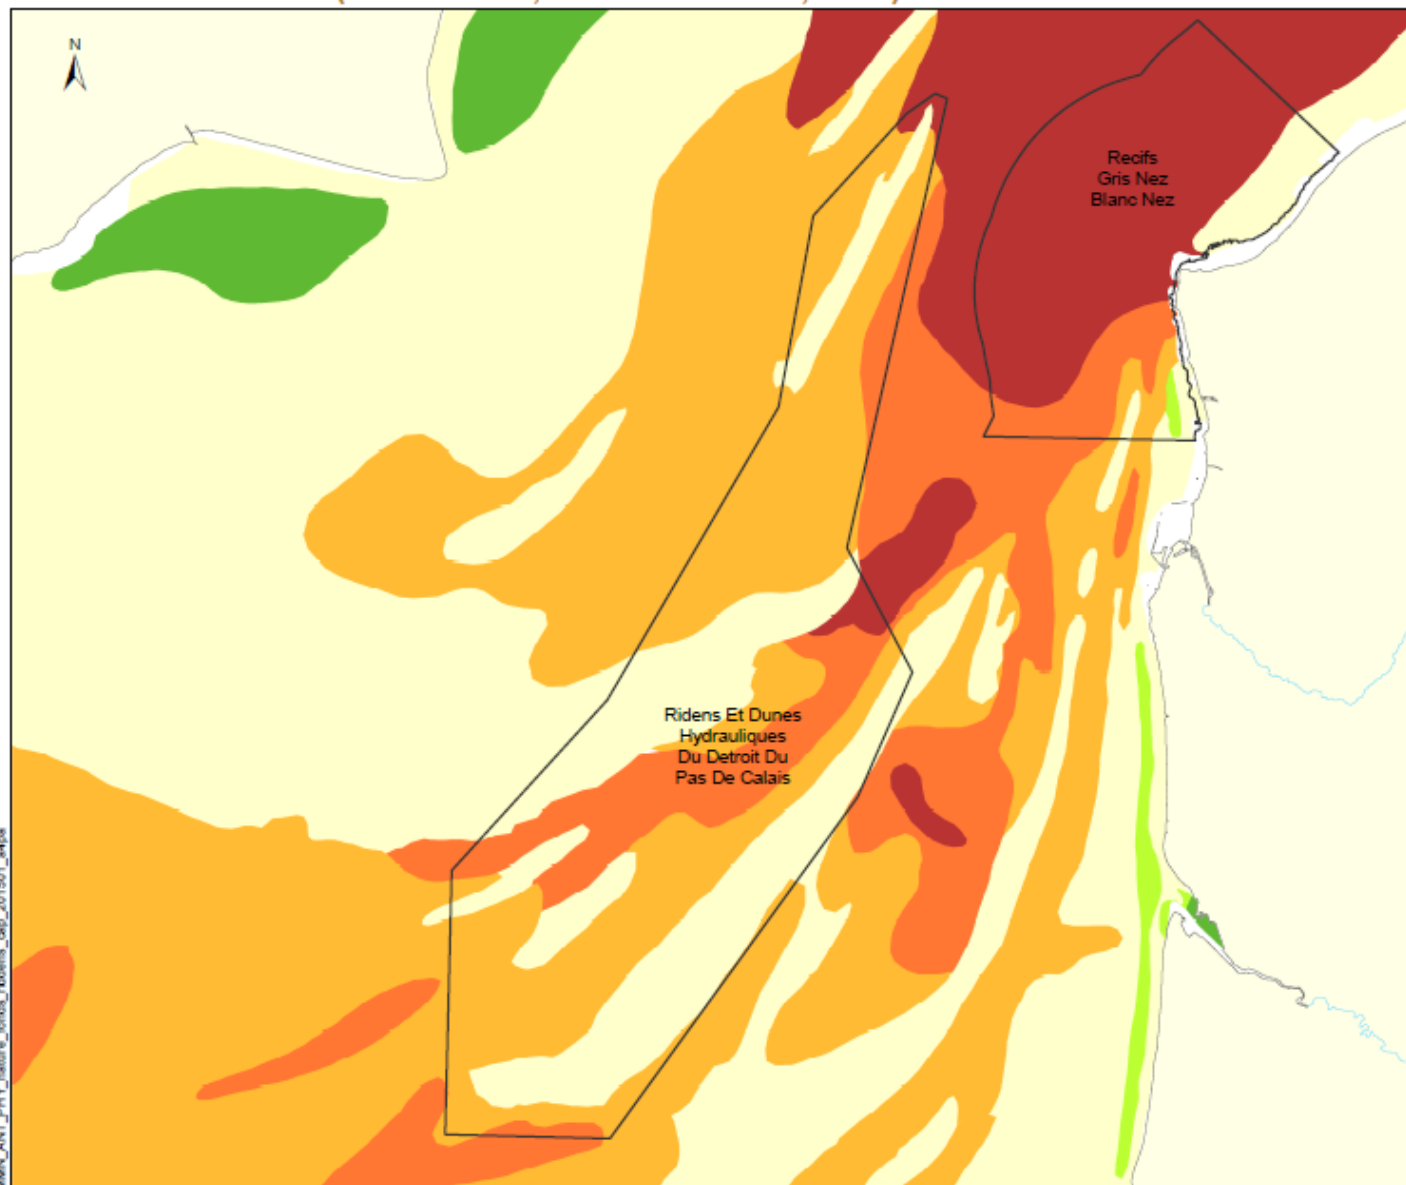 N
Recifs
Gris Nez
Blanc Nez
Ridens Et Dunes
Hydrauliques
Du Detroit Du
Pas De Calais